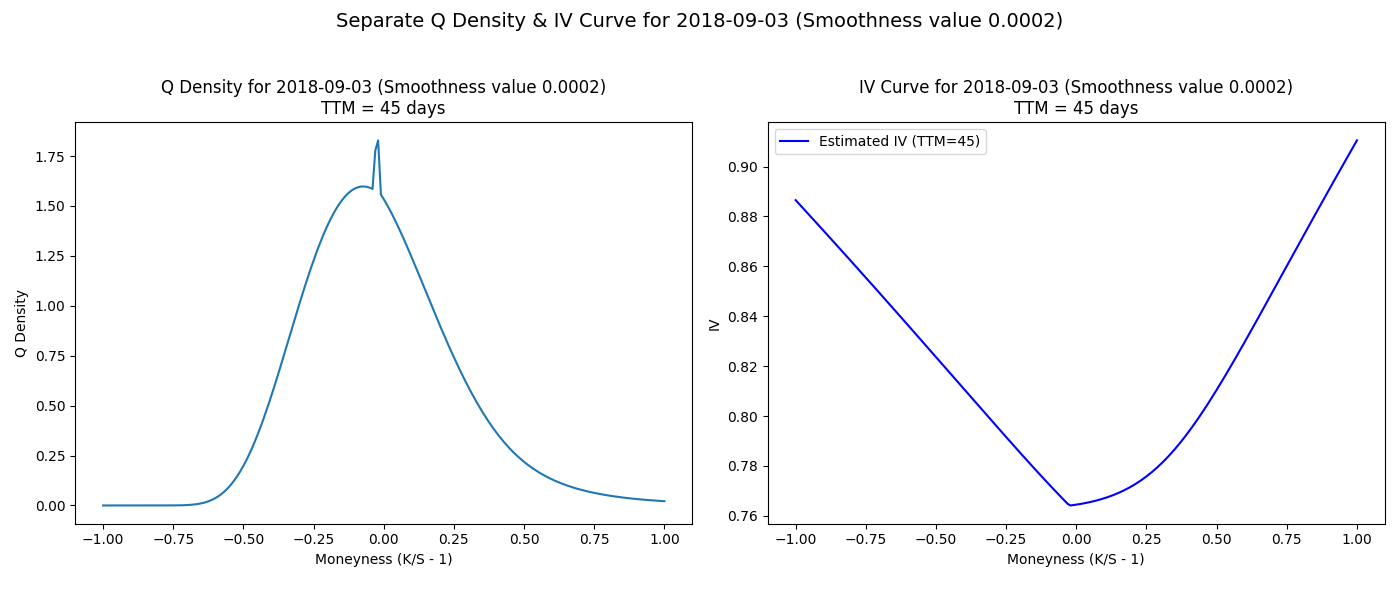 Separate Q Density & IV Curve for 2018-09-03 (Smoothness value 0.0002)
Q Density for 2018-09-03 (Smoothness value 0.0002)
TTM = 45 days
Q Density
1.75
1.50
1.25
1.00
0.75
0.50
0.25
0.00
−1.00 −0.75 −0.50 −0.25 0.00 0.25 0.50 0.75 1.00
Moneyness (K/S - 1)
IV Curve for 2018-09-03 (Smoothness value 0.0002)
TTM = 45 days
Estimated IV (TTM=45)
IV
0.90
0.88
0.86
0.84
0.82
0.80
0.78
0.76
−1.00 −0.75 −0.50 −0.25 0.00 0.25 0.50 0.75 1.00
Moneyness (K/S - 1)